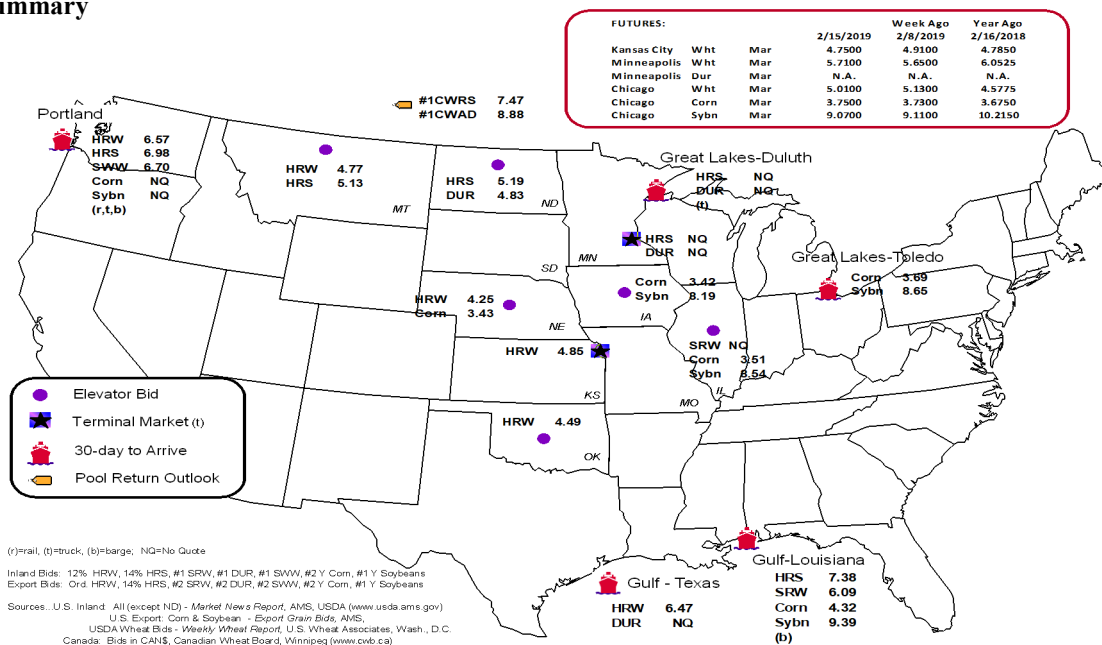 ummary
FUTURES: Week Ago Year Ago
2/15/2019 2/8/2019 2/16/2018
Kansas City Wht Mar 4.7500 4.9100 4.7850
Minneapolis Wht Mar 5.7100 5.6500 6.0525
Minneapolis Dur Mar N.A. N.A. N.A.
Chicago Wht Mar 5.0100 5.1300 4.5775
Chicago Corn Mar 3.7500 3.7300 3.6750
Chicago Sybn Mar 9.0700 9.1100 10.2150
#1CWRS 7.47
#1CWAD 8.88
Portland
HRW 6.57
HRS 6.98
SWW 6.70
Corn NQ
Sybn NQ
(r,t,b)
HRW 4.77
HRS 5.13
MT
HRS 5.19
DUR 4.83
ND
Great Lakes-Duluth
HRS NQ
DUR NQ
(t)
HRS NQ
DUR NQ
MN
SD
Great Lakes-Toledo
Corn 3.69
Sybn 8.65
Corn 3.42
Sybn 8.19
IA
HRW 4.25
Corn 3.43
NE
SRW NQ
Corn 3.51
Sybn 8.54
IL
HRW 4.85
KS
MO
HRW 4.49
OK
Elevator Bid
Terminal Market (t)
30-day to Arrive
Pool Return Outlook
Gulf-Louisiana
HRS 7.38
SRW 6.09
Corn 4.32
Sybn 9.39
(b)
Gulf - Texas
HRW 6.47
DUR NQ
(r)=rail, (t)=truck, (b)=barge; NQ=No Quote
Inland Bids: 12% HRW, 14% HRS, #1 SRW, #1 DUR, #1 SWW, #2 Y Corn, #1 Y Soybeans
Export Bids: Ord. HRW, 14% HRS, #2 SRW, #2 DUR, #2 SWW, #2 Y Corn, #1 Y Soybeans
Sources...U.S. Inland: All (except ND) - Market News Report, AMS, USDA (www.usda.ams.gov)
U.S. Export: Corn & Soybean - Export Grain Bids, AMS,
USDA Wheat Bids - Weekly Wheat Report, U.S. Wheat Associates, Wash., D.C.
Canada: Bids in CAN$, Canadian Wheat Board, Winnipeg (www.cwb.ca)